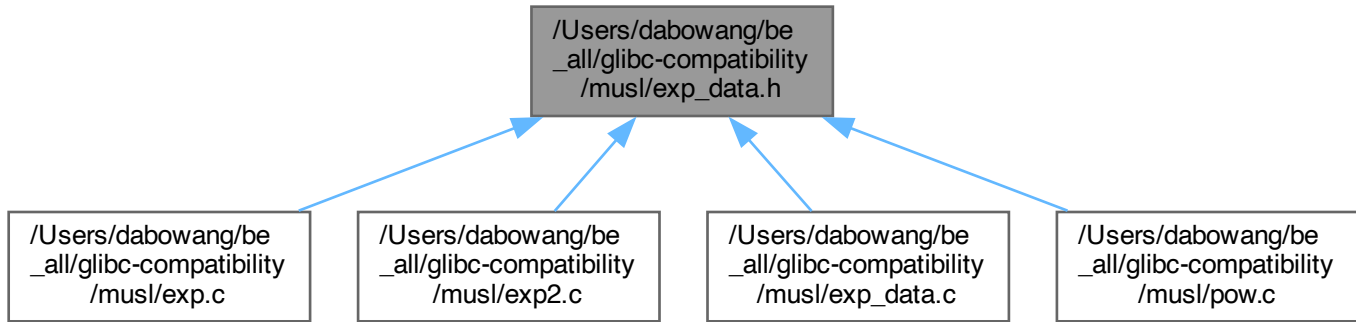 /Users/dabowang/be
_all/glibc-compatibility
/musl/exp_data.h
/Users/dabowang/be
_all/glibc-compatibility
/musl/exp.c
/Users/dabowang/be
_all/glibc-compatibility
/musl/exp2.c
/Users/dabowang/be
_all/glibc-compatibility
/musl/exp_data.c
/Users/dabowang/be
_all/glibc-compatibility
/musl/pow.c